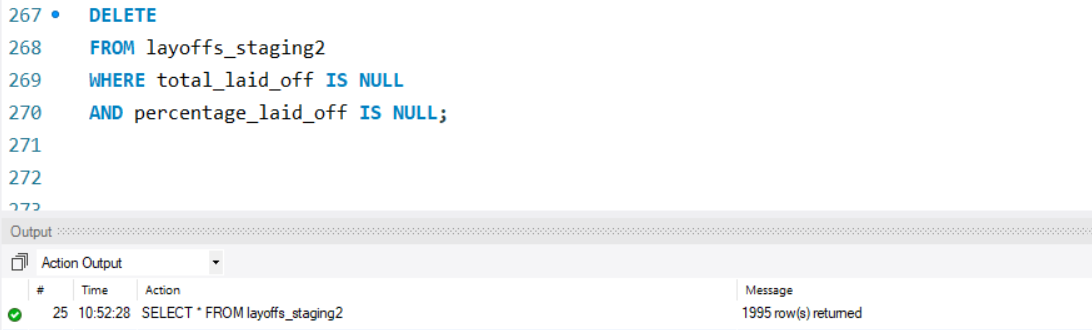 267 DELETE
268 FROM layoffs_staging2
269 WHERE total_laid_off IS NULL
270 AND percentage_laid_off IS NULL;
271
272
273
Output
Action Output
# Time Action Message
25 10:52:28 SELECT * FROM layoffs_staging2 1995 row(s) returned